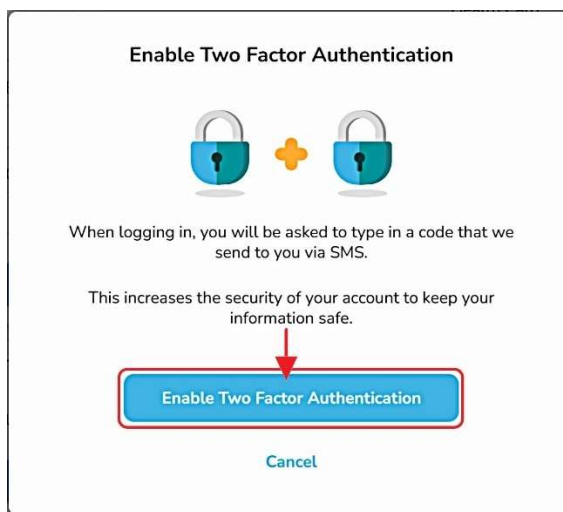 Enable Two Factor Authentication
When logging in, you will be asked to type in a code that we
send to you via SMS.
This increases the security of your account to keep your
information safe.
Enable Two Factor Authentication
Cancel